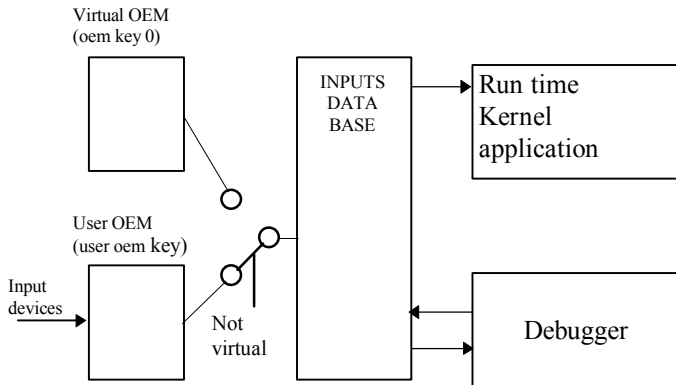 Virtual OEM
(oem key 0)
INPUTS
DATA
BASE
Run time
Kernel
application
User OEM
(user oem key)
Input
devices
Not
virtual
Debugger